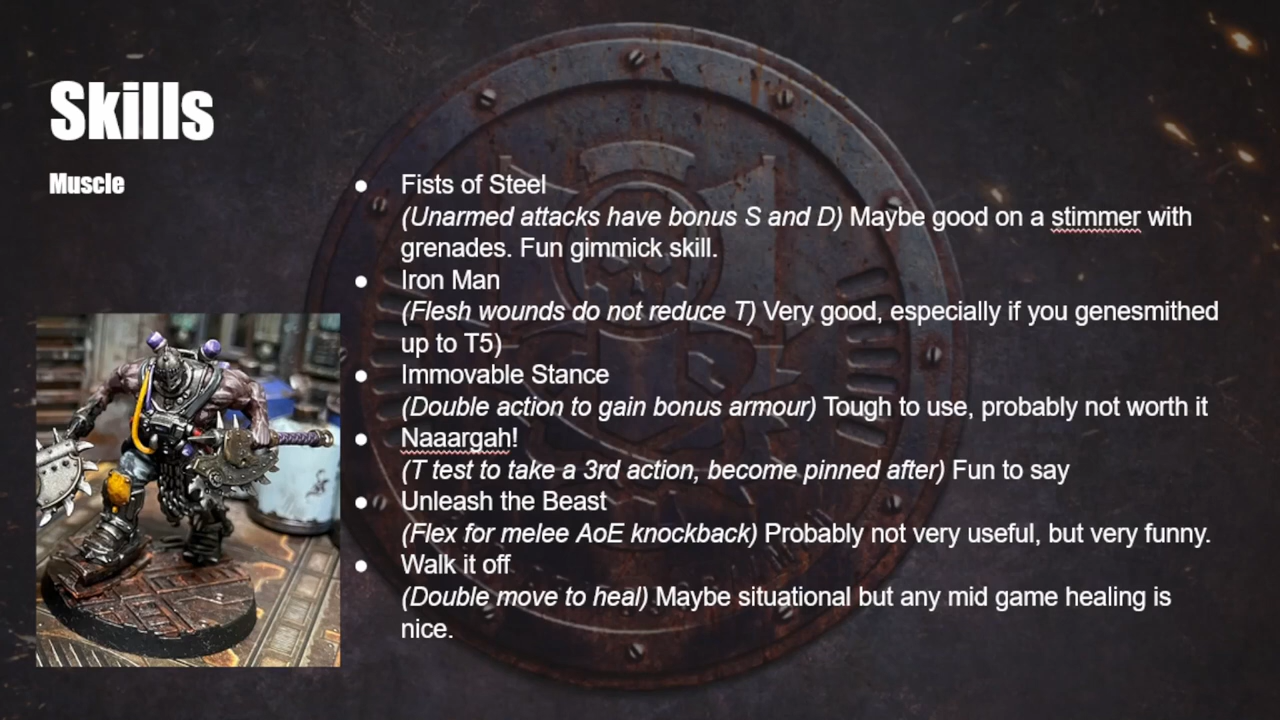 Skills
Muscle
● Fists of Steel
(Unarmed attacks have bonus S and D) Maybe good on a stimmer with
grenades. Fun gimmick skill.
● Iron Man
(Flesh wounds do not reduce T) Very good, especially if you genesmithed
up to T5)
● Immovable Stance
(Double action to gain bonus armour) Tough to use, probably not worth it
● Naaargah!
(T test to take a 3rd action, become pinned after) Fun to say
● Unleash the Beast
(Flex for melee AoE knockback) Probably not very useful, but very funny.
● Walk it off
(Double move to heal) Maybe situational but any mid game healing is
nice.